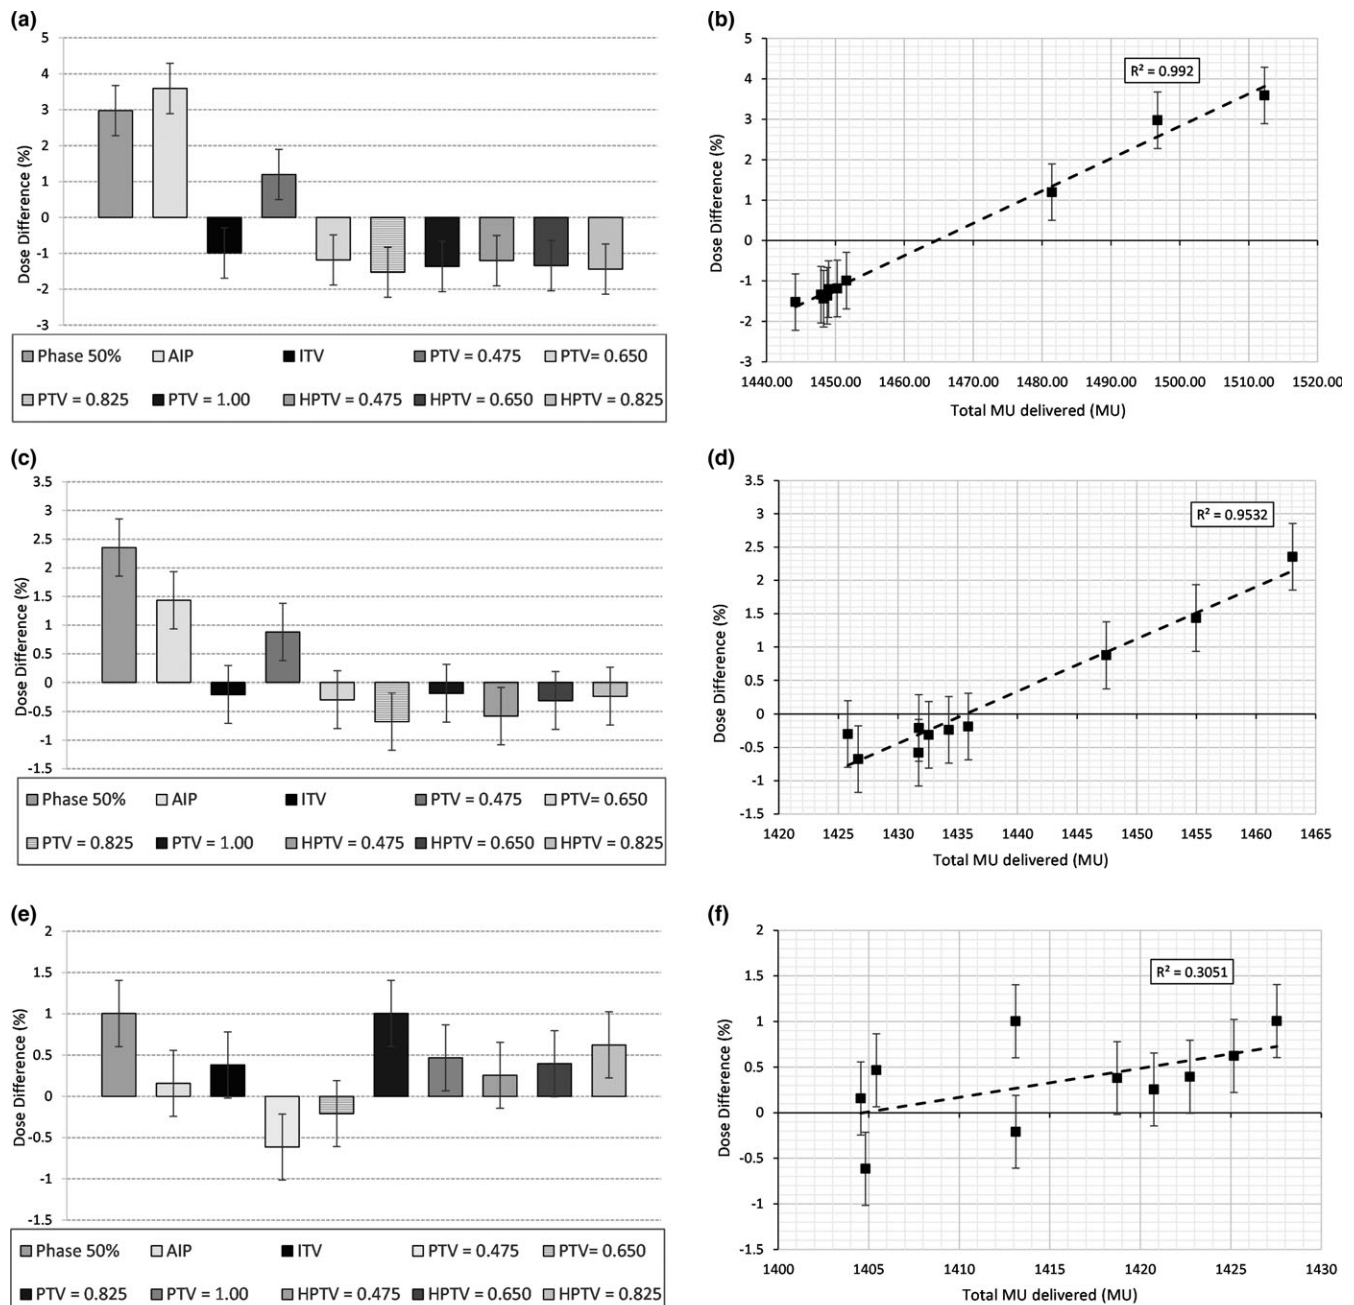 (a)
5
4
3
2
1
0
-1
-2
-3
Dose Difference (%)
Phase 50% AIP ITV PTV = 0.475 PTV= 0.650
PTV = 0.825 PTV = 1.00 HPTV = 0.475 HPTV = 0.650 HPTV = 0.825
(b)
5
4
3
2
1
0
-1
-2
-3
Dose Difference (%)
R² = 0.992
1440.00 1450.00 1460.00 1470.00 1480.00 1490.00 1500.00 1510.00 1520.00
Total MU delivered (MU)
(c)
3.5
3
2.5
2
1.5
1
0.5
0
-0.5
-1
-1.5
Dose Difference (%)
Phase 50% AIP ITV PTV = 0.475 PTV= 0.650
PTV = 0.825 PTV = 1.00 HPTV = 0.475 HPTV = 0.650 HPTV = 0.825
(d)
3.5
3
2.5
2
1.5
1
0.5
0
-0.5
-1
-1.5
Dose Difference (%)
R² = 0.9532
1420 1425 1430 1435 1440 1445 1450 1455 1460 1465
Total MU delivered (MU)
(e)
2
1.5
1
0.5
0
-0.5
-1
-1.5
Dose Difference (%)
Phase 50% AIP ITV PTV = 0.475 PTV= 0.650
PTV = 0.825 PTV = 1.00 HPTV = 0.475 HPTV = 0.650 HPTV = 0.825
(f)
2
1.5
1
0.5
0
-0.5
-1
-1.5
Dose Difference (%)
R² = 0.3051
1400 1405 1410 1415 1420 1425 1430
Total MU delivered (MU)